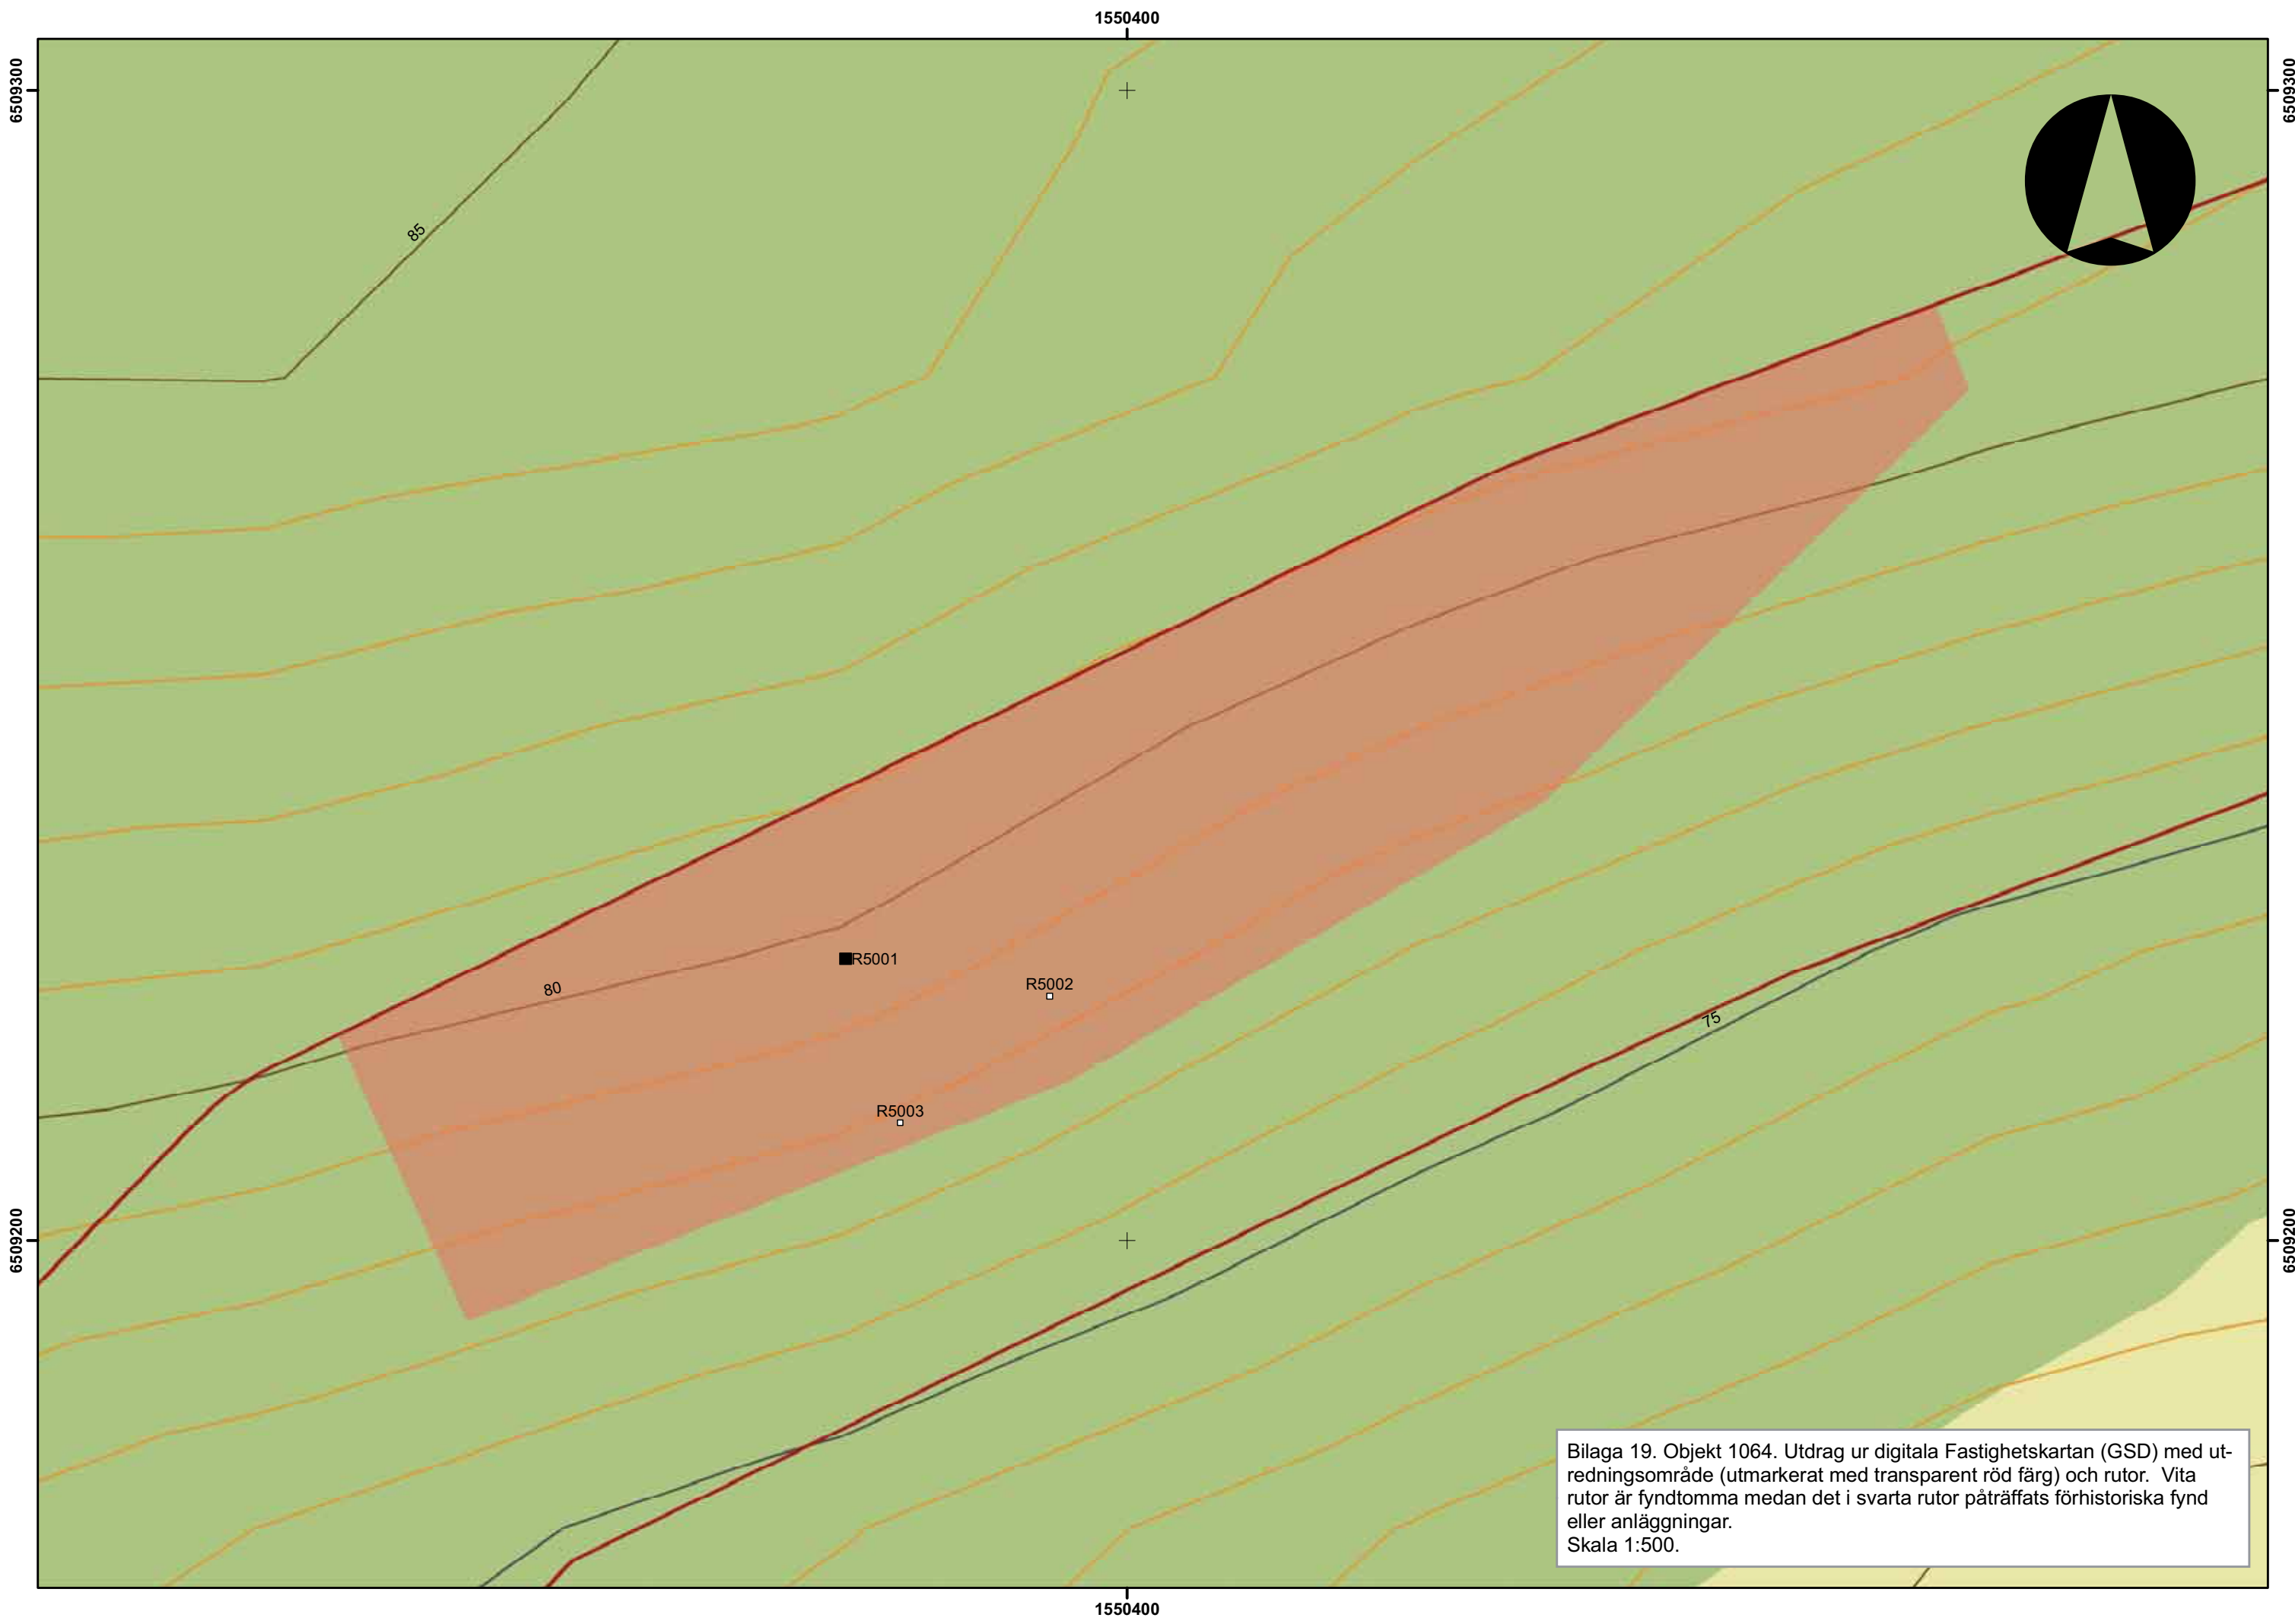 1550400
6509300
6509300
85
R5001
R5002
80
75
R5003
6509200
6509200
Bilaga 19. Objekt 1064. Utdrag ur digitala Fastighetskartan (GSD) med ut-
redningsområde (utmarkerat med transparent röd färg) och rutor. Vita
rutor är fyndtomma medan det i svarta rutor påträffats förhistoriska fynd
eller anläggningar.
Skala 1:500.
1550400